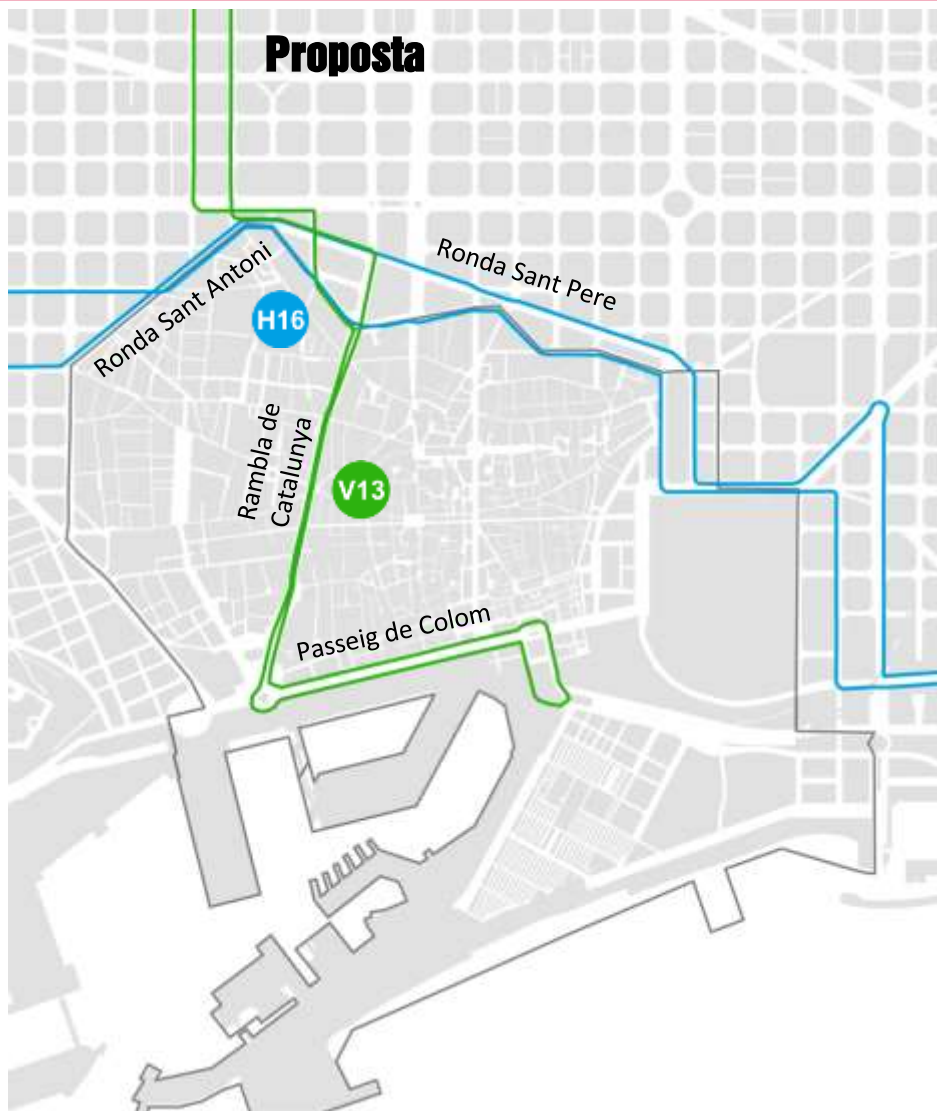 Proposta
Ronda Sant Pere
Ronda Sant Antoni
H16
Rambla de
Catalunya
V13
Passeig de Colom